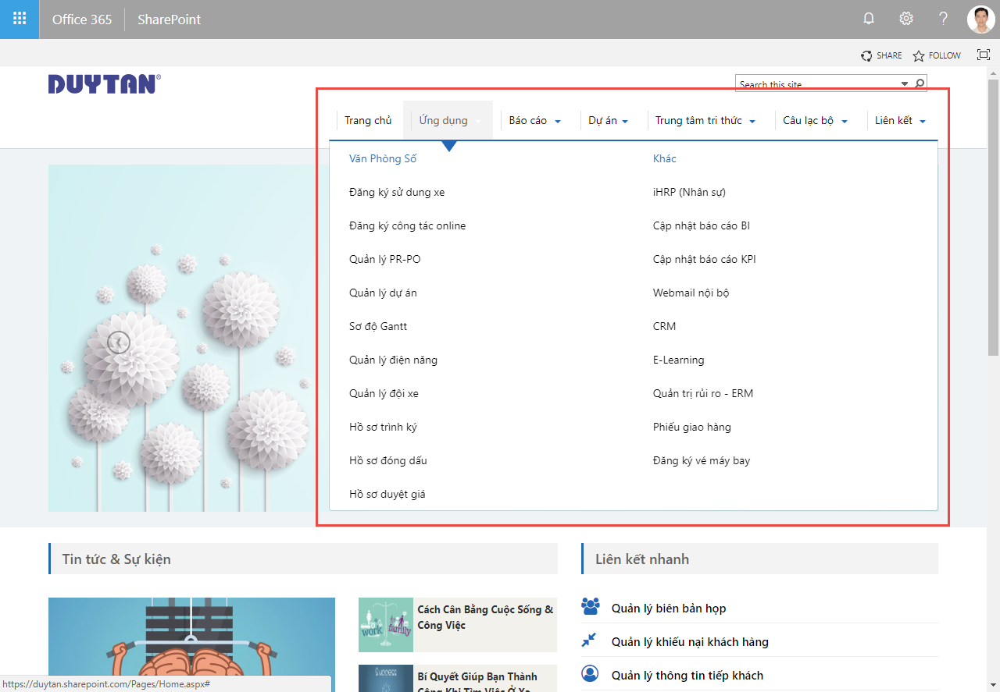 Office 365 SharePoint
SHARE FOLLOW
DUYTAN®
Search this site
Trang chủ Ứng dụng Báo cáo Dự án Trung tâm tri thức Câu lạc bộ Liên kết
Văn Phòng Số
Đăng ký sử dung xe
Đăng ký công tác online
Quản lý PR-PO
Quản lý dự án
Sơ độ Gantt
Quản lý điện năng
Quản lý đội xe
Hồ sơ trình ký
Hồ sơ đóng dấu
Hồ sơ duyệt giá
Khác
iHRP (Nhân sự)
Cập nhật báo cáo BI
Cập nhật báo cáo KPI
Webmail nội bộ
CRM
E-Learning
Quản trị rủi ro - ERM
Phiếu giao hàng
Đăng ký vé máy bay
Tin tức & Sự kiện
work
family
Cách Cân Bằng Cuộc Sống &
Công Việc
Success
Bí Quyết Giúp Bạn Thành
Công Khi Tìm Việc Ở Xa
Liên kết nhanh
Quản lý biên bản họp
Quản lý khiếu nại khách hàng
Quản lý thông tin tiếp khách
https://duytan.sharepoint.com/Pages/Home.aspx#